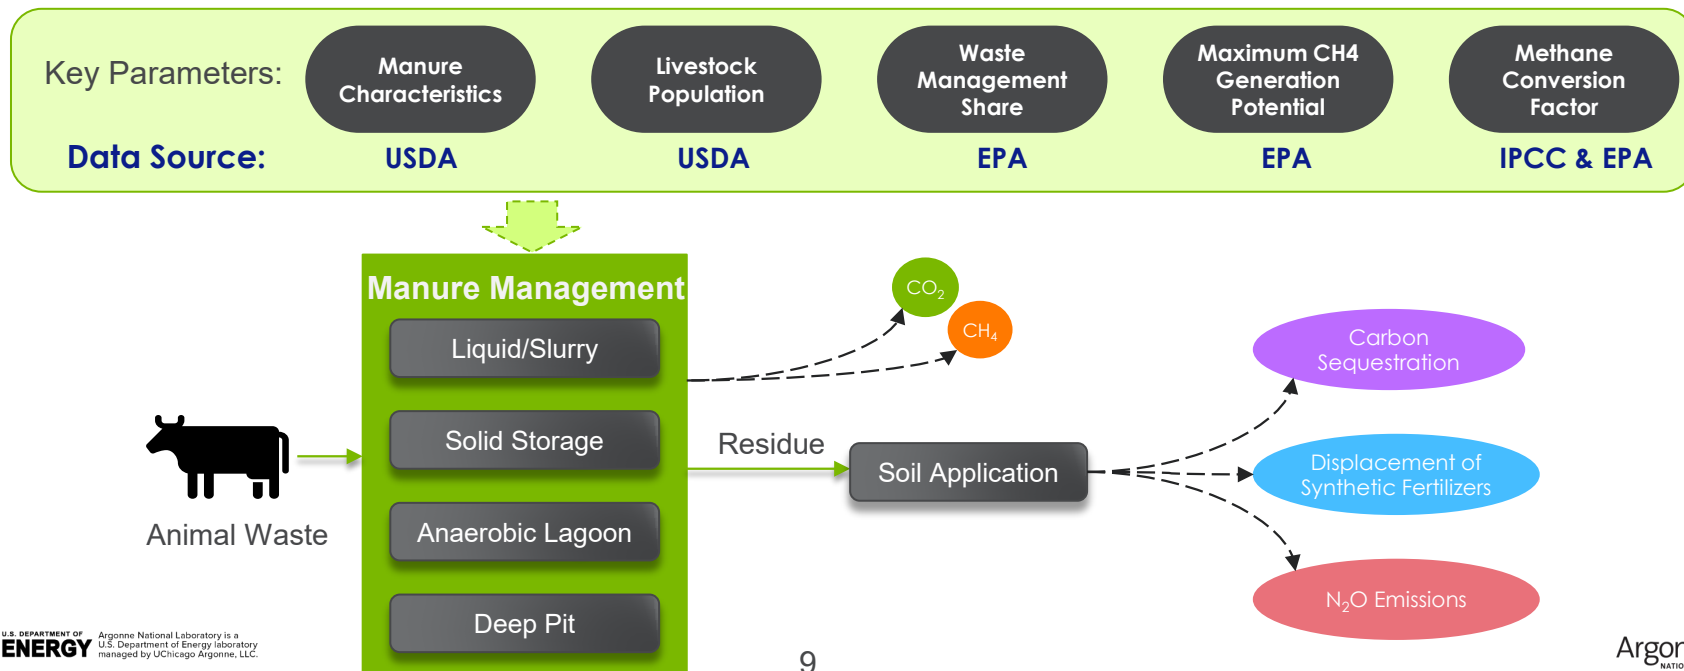 Key Parameters:
Manure
Characteristics
Livestock
Population
Waste
Management
Share
Maximum CH4
Generation
Potential
Methane
Conversion
Factor
Data Source:
USDA
USDA
EPA
EPA
IPCC & EPA
Manure Management
Liquid/Slurry
Solid Storage
Anaerobic Lagoon
Deep Pit
Animal Waste
CO₂
CH₄
Residue
Soil Application
Carbon
Sequestration
Displacement of
Synthetic Fertilizers
N₂O Emissions
U.S. DEPARTMENT OF
ENERGY
Argonne National Laboratory is a
U.S. Department of Energy laboratory
managed by UChicago Argonne, LLC.
9